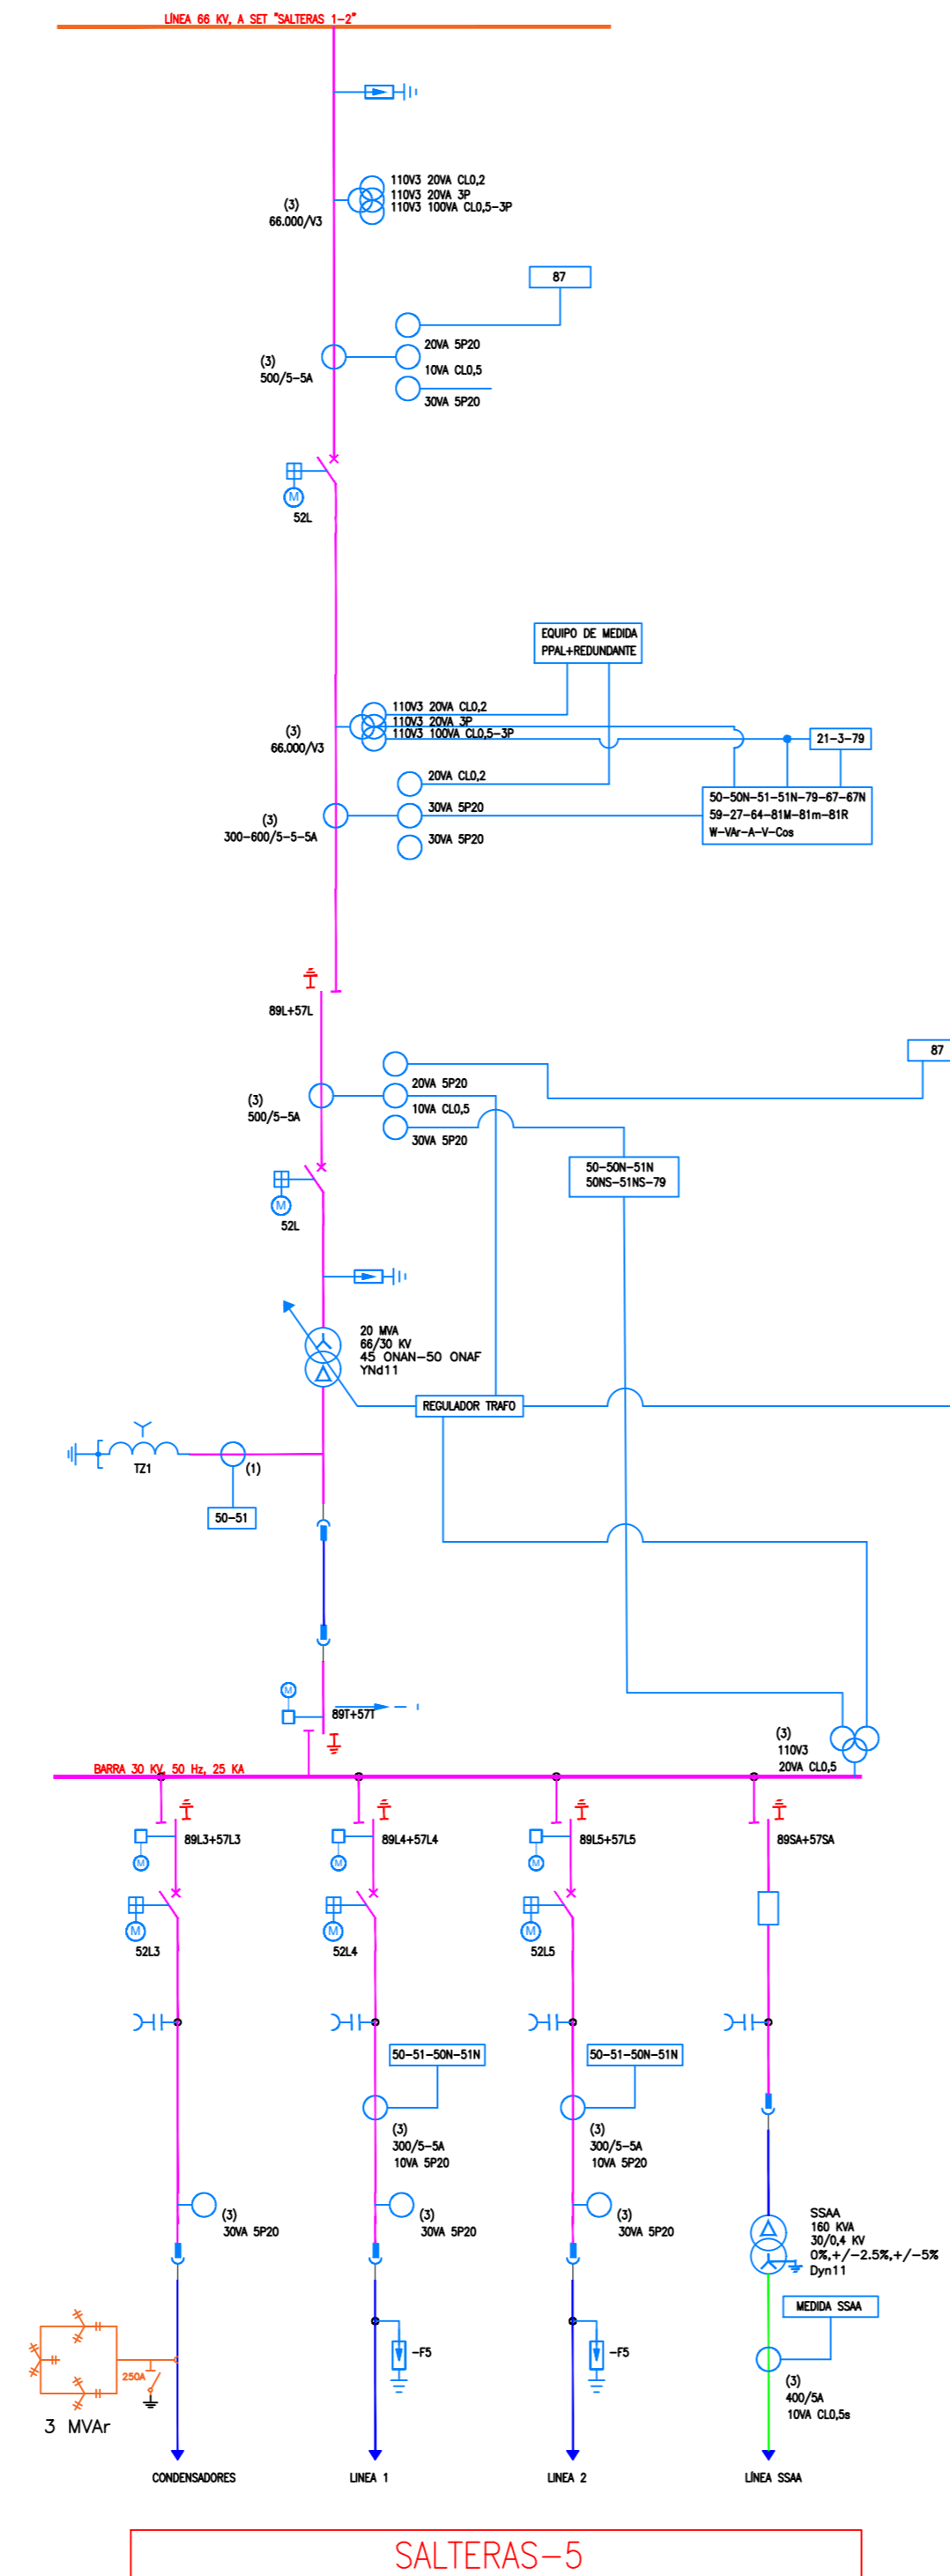 LÍNEA 66 KV, A SET "SALTERAS 1-2"
110V3 20VA CL0,2
110V3 20VA 3P
110V3 100VA CL0,5-3P
(3)
66.000/V3
87
20VA 5P20
(3)
500/5-5A
10VA CL0,5
30VA 5P20
M
52L
EQUIPO DE MEDIDA
PPAL+REDUNDANTE
110V3 20VA CL0,2
110V3 20VA 3P
110V3 100VA CL0,5-3P
(3)
66.000/V3
21-3-79
20VA CL0,2
50-50N-51-51N-79-67-67N
59-27-64-81M-81m-81R
W-VAr-A-V-Cos
30VA 5P20
(3)
300-600/5-5-5A
30VA 5P20
89L+57L
87
20VA 5P20
(3)
500/5-5A
10VA CL0,5
30VA 5P20
50-50N-51N
50NS-51NS-79
M
52L
20 MVA
66/30 KV
45 ONAN-50 ONAF
YNd11
REGULADOR TRAFO
TZ1
(1)
50-51
M
89T+57T
(3)
110V3
20VA CL0,5
BARRA 30 KV, 50 Hz, 25 KA
89L3+57L3
89L4+57L4
89L5+57L5
89SA+57SA
M
M
M
M
M
M
52L3
52L4
52L5
50-51-50N-51N
50-51-50N-51N
(3)
300/5-5A
10VA 5P20
(3)
300/5-5A
10VA 5P20
(3)
30VA 5P20
(3)
30VA 5P20
(3)
30VA 5P20
SSAA
160 KVA
30/0,4 KV
0%,+/-2.5%,+/-5%
Dyn11
MEDIDA SSAA
-F5
-F5
250A
(3)
400/5A
10VA CL0,5s
3 MVAr
CONDENSADORES
LINEA 1
LINEA 2
LÍNEA SSAA
SALTERAS-5